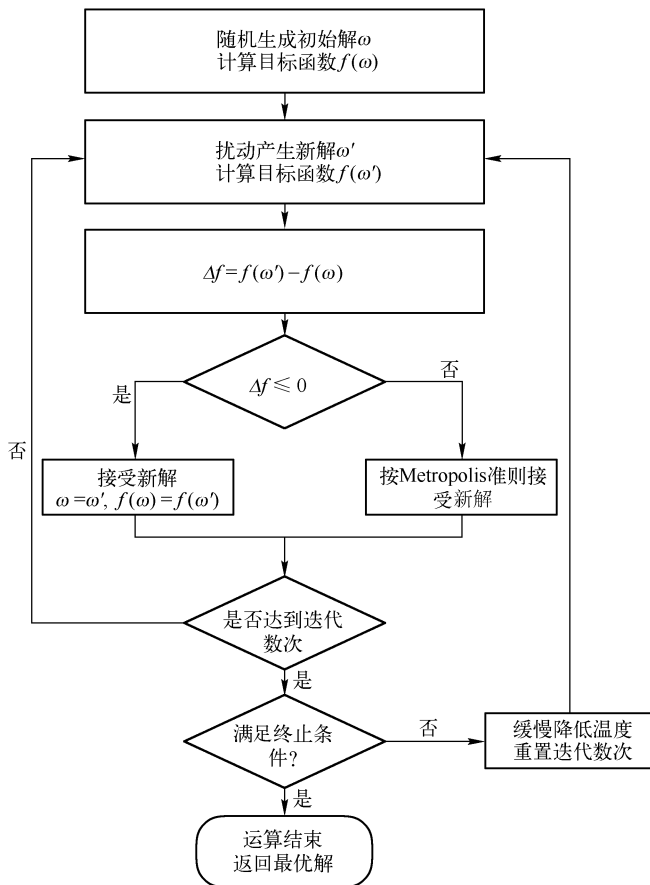 随机生成初始解ω
计算目标函数f(ω)
扰动产生新解ω′
计算目标函数f(ω′)
Δf=f(ω′)−f(ω)
Δf≤0
是
否
接受新解
ω=ω′, f(ω)=f(ω′)
按Metropolis准则接
受新解
否
是否达到迭代
数次
是
满足终止条
件?
否
缓慢降低温度
重置迭代数次
是
运算结束
返回最优解